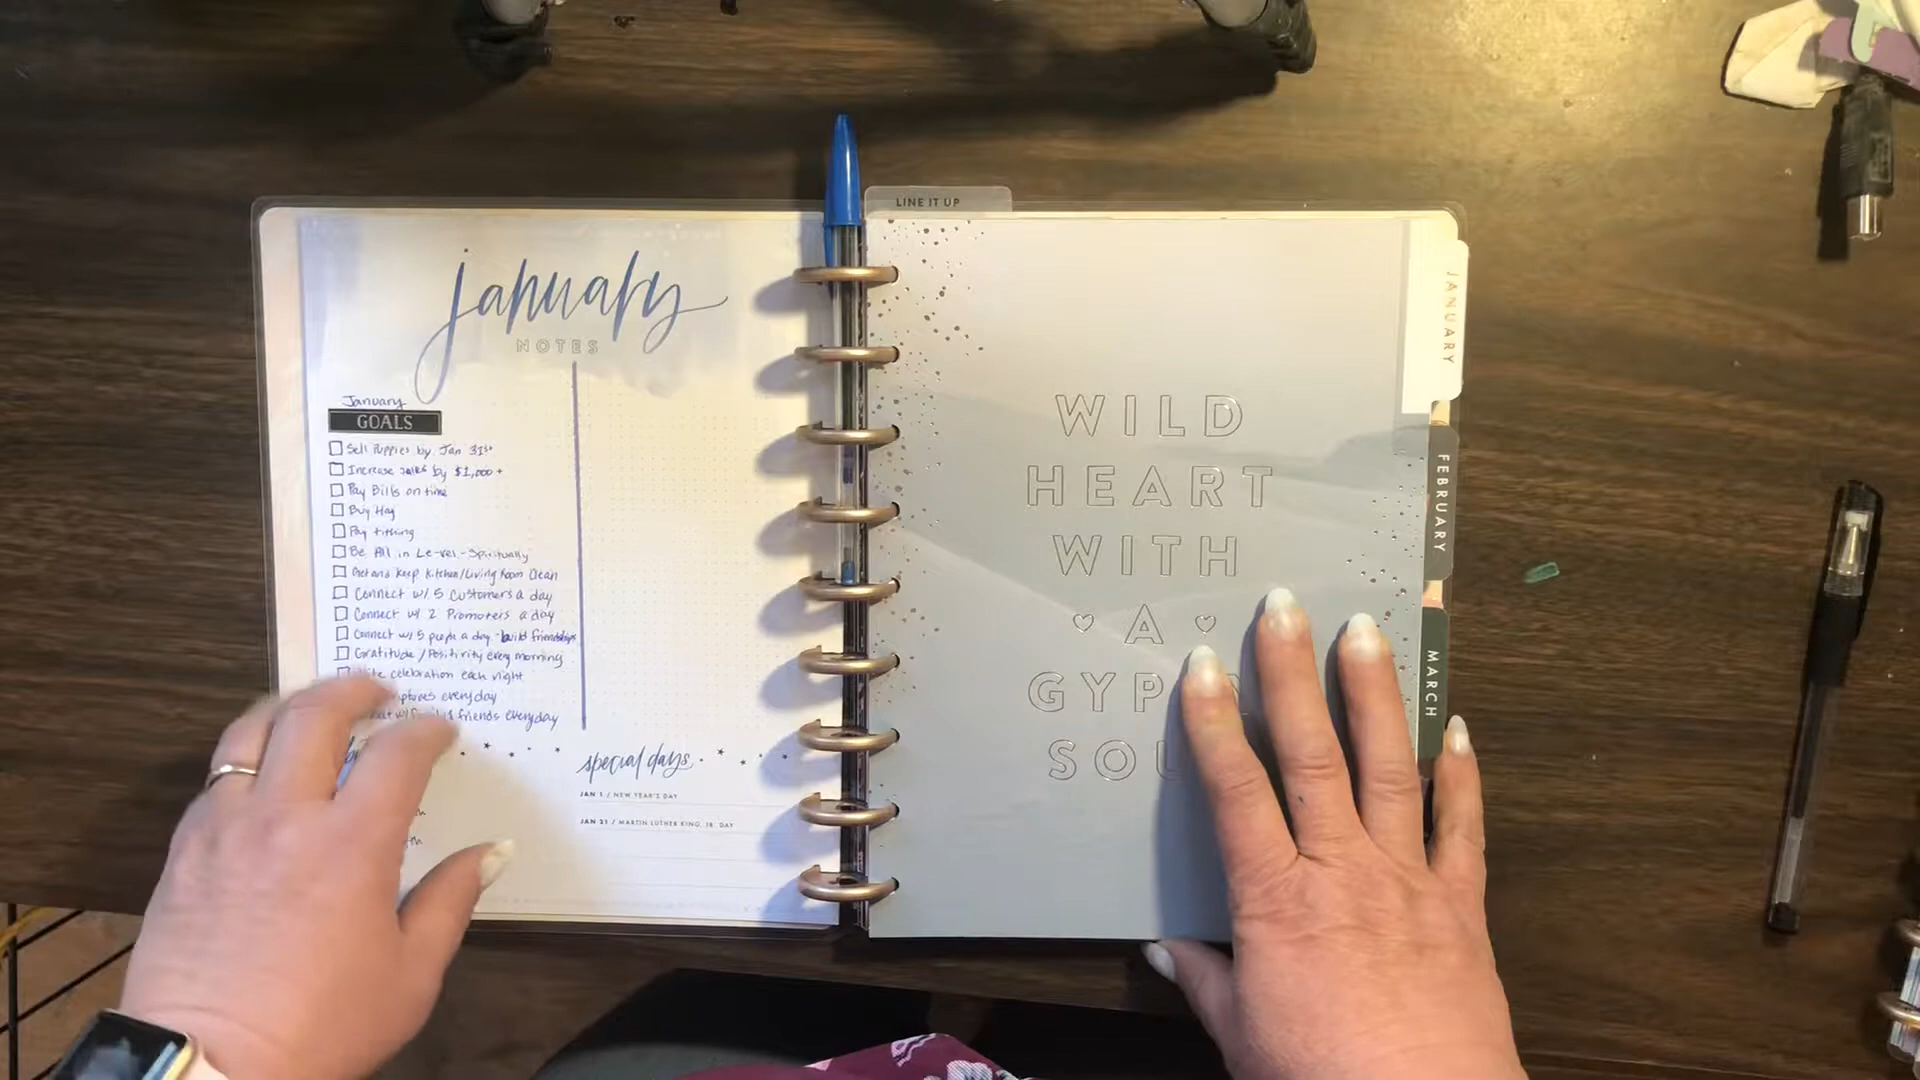 january
NOTES
January
GOALS
Sell Puppies by Jan 31st
Increase sales by $1,000+
Pay Bills on time
Buy Hay
Pay tithing
Be All in Le-vel - Spiritually
Get and Keep Kitchen/Living Room Clean
Connect w/ 5 Customers a day
Connect w/ 2 Promoters a day
Connect w/ 5 people a day - build friendships
Gratitude / Positivity every morning
celebration each night
everyday
friends everyday
special days
JAN 1 / NEW YEAR'S DAY
JAN 21 / MARTIN LUTHER KING, JR. DAY
LINE IT UP
WILD
HEART
WITH
A
GYP
SOU
JANUARY
FEBRUARY
MARCH